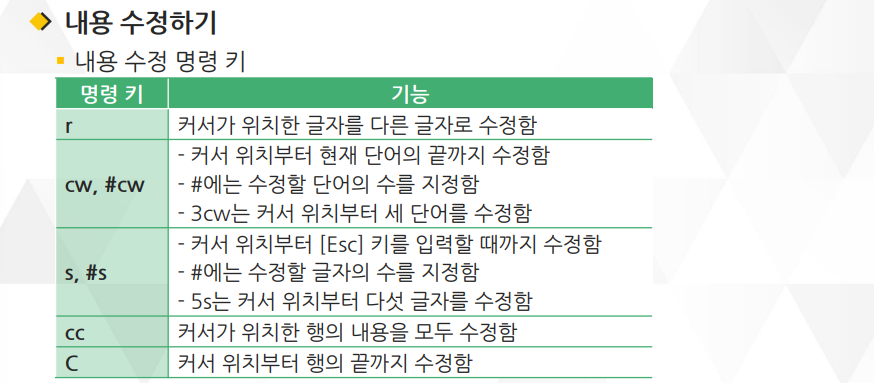 내용 수정하기
내용 수정 명령 키
명령 키 기능
r 커서가 위치한 글자를 다른 글자로 수정함
cw, #cw
- 커서 위치부터 현재 단어의 끝까지 수정함
- #에는 수정할 단어의 수를 지정함
- 3cw는 커서 위치부터 세 단어를 수정함
s, #s
- 커서 위치부터 [Esc] 키를 입력할 때까지 수정함
- #에는 수정할 글자의 수를 지정함
- 5s는 커서 위치부터 다섯 글자를 수정함
cc 커서가 위치한 행의 내용을 모두 수정함
C 커서 위치부터 행의 끝까지 수정함